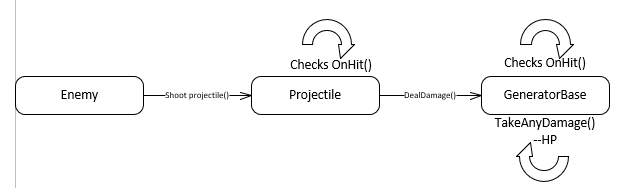 Checks OnHit()
Checks OnHit()
Enemy
Shoot projectile()
Projectile
DealDamage()
GeneratorBase
TakeAnyDamage()
--HP